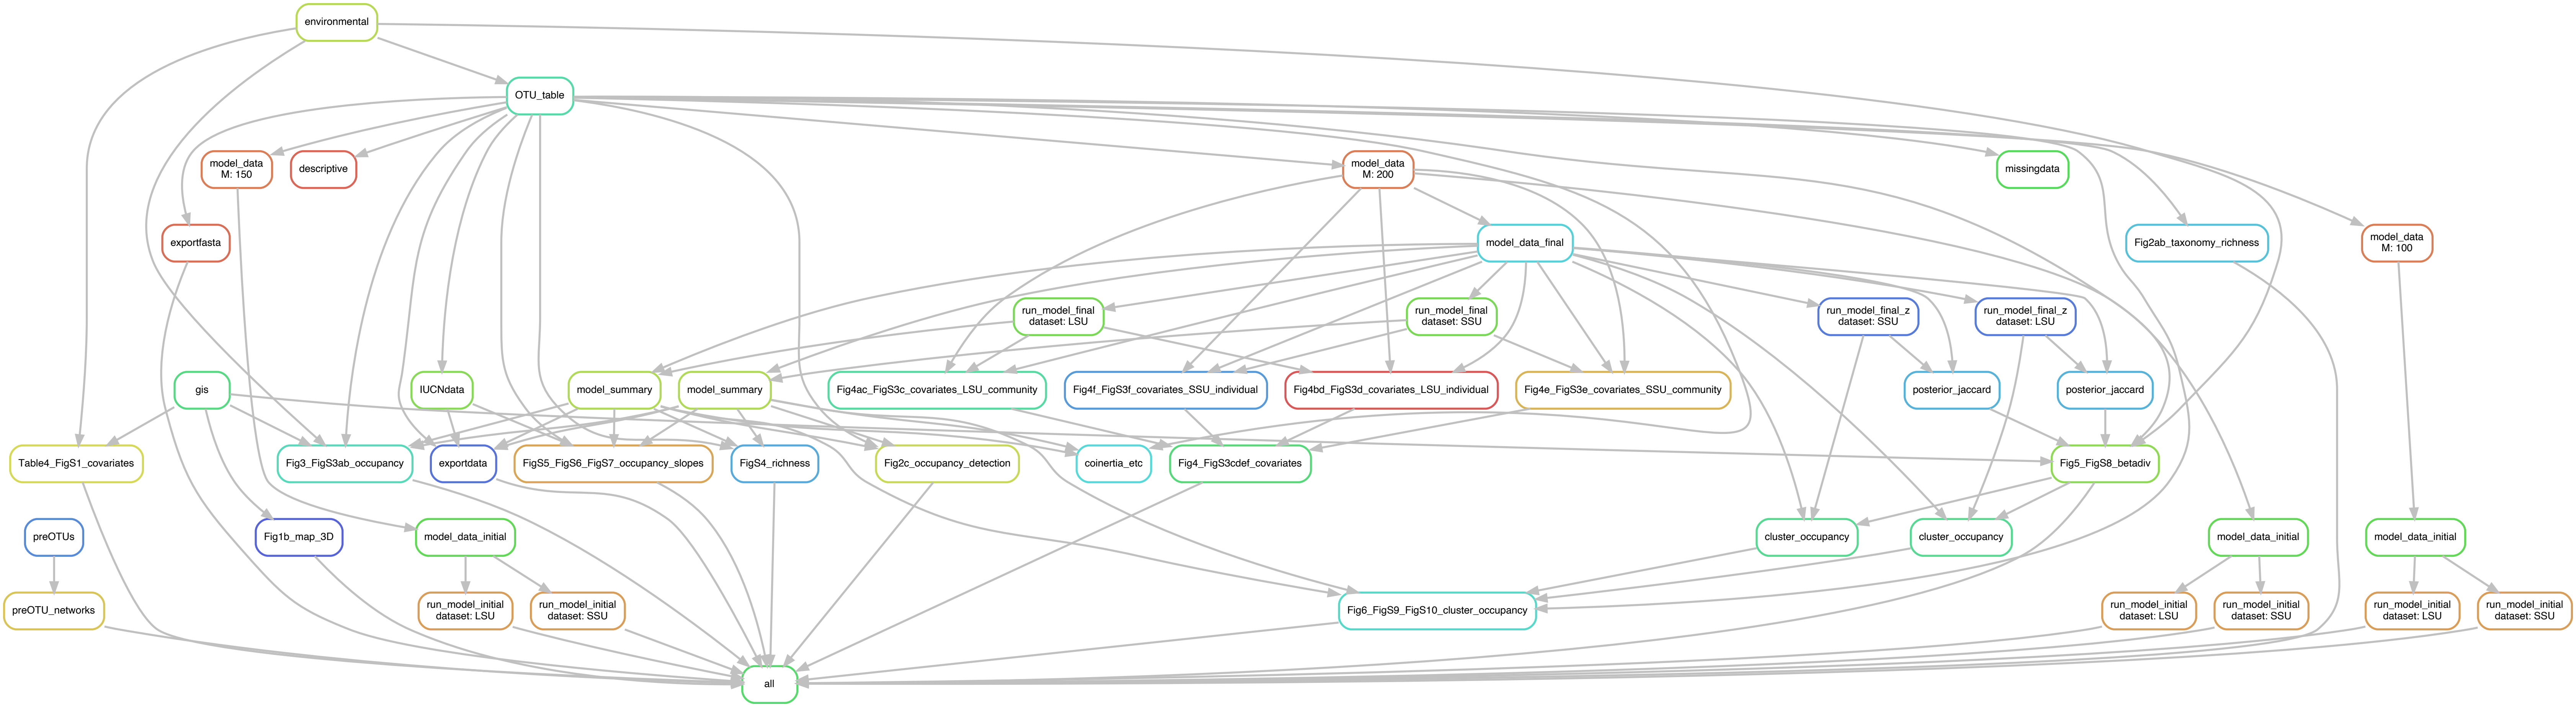 environmental
OTU_table
model_data
M: 150
descriptive
model_data
M: 200
missingdata
exportfasta
model_data_final
Fig2ab_taxonomy_richness
model_data
M: 100
run_model_final
dataset: LSU
run_model_final
dataset: SSU
run_model_final_z
dataset: SSU
run_model_final_z
dataset: LSU
gis
IUCNdata
model_summary
model_summary
Fig4ac_FigS3c_covariates_LSU_community
Fig4f_FigS3f_covariates_SSU_individual
Fig4bd_FigS3d_covariates_LSU_individual
Fig4e_FigS3e_covariates_SSU_community
posterior_jaccard
posterior_jaccard
Table4_FigS1_covariates
Fig3_FigS3ab_occupancy
exportdata
FigS5_FigS6_FigS7_occupancy_slopes
FigS4_richness
Fig2c_occupancy_detection
coinertia_etc
Fig4_FigS3cdef_covariates
Fig5_FigS8_betadiv
preOTUs
Fig1b_map_3D
model_data_initial
cluster_occupancy
cluster_occupancy
model_data_initial
model_data_initial
preOTU_networks
run_model_initial
dataset: LSU
run_model_initial
dataset: SSU
Fig6_FigS9_FigS10_cluster_occupancy
run_model_initial
dataset: LSU
run_model_initial
dataset: SSU
run_model_initial
dataset: LSU
run_model_initial
dataset: SSU
all